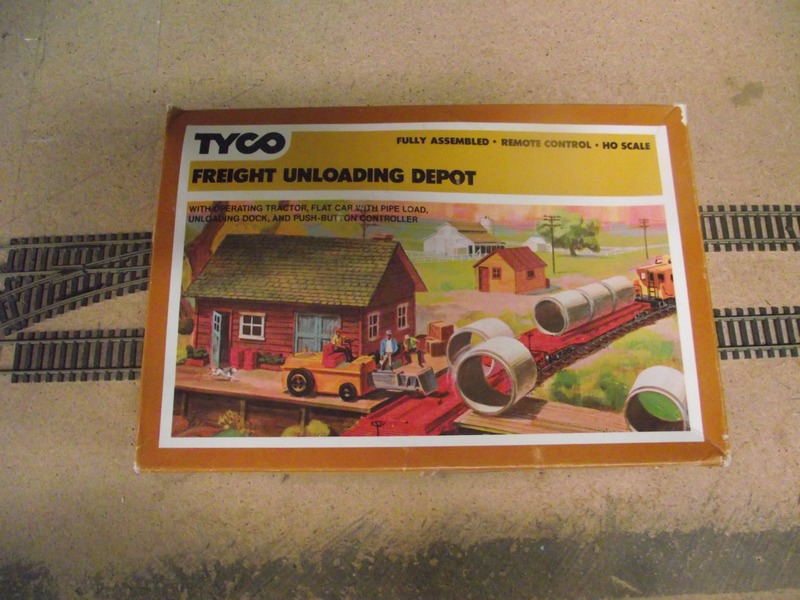 TYCO
FULLY ASSEMBLED • REMOTE CONTROL • HO SCALE
FREIGHT UNLOADING DEPOT
WITH OPERATING TRACTOR, FLAT CAR WITH PIPE LOAD,
UNLOADING DOCK, AND PUSH-BUTTON CONTROLLER